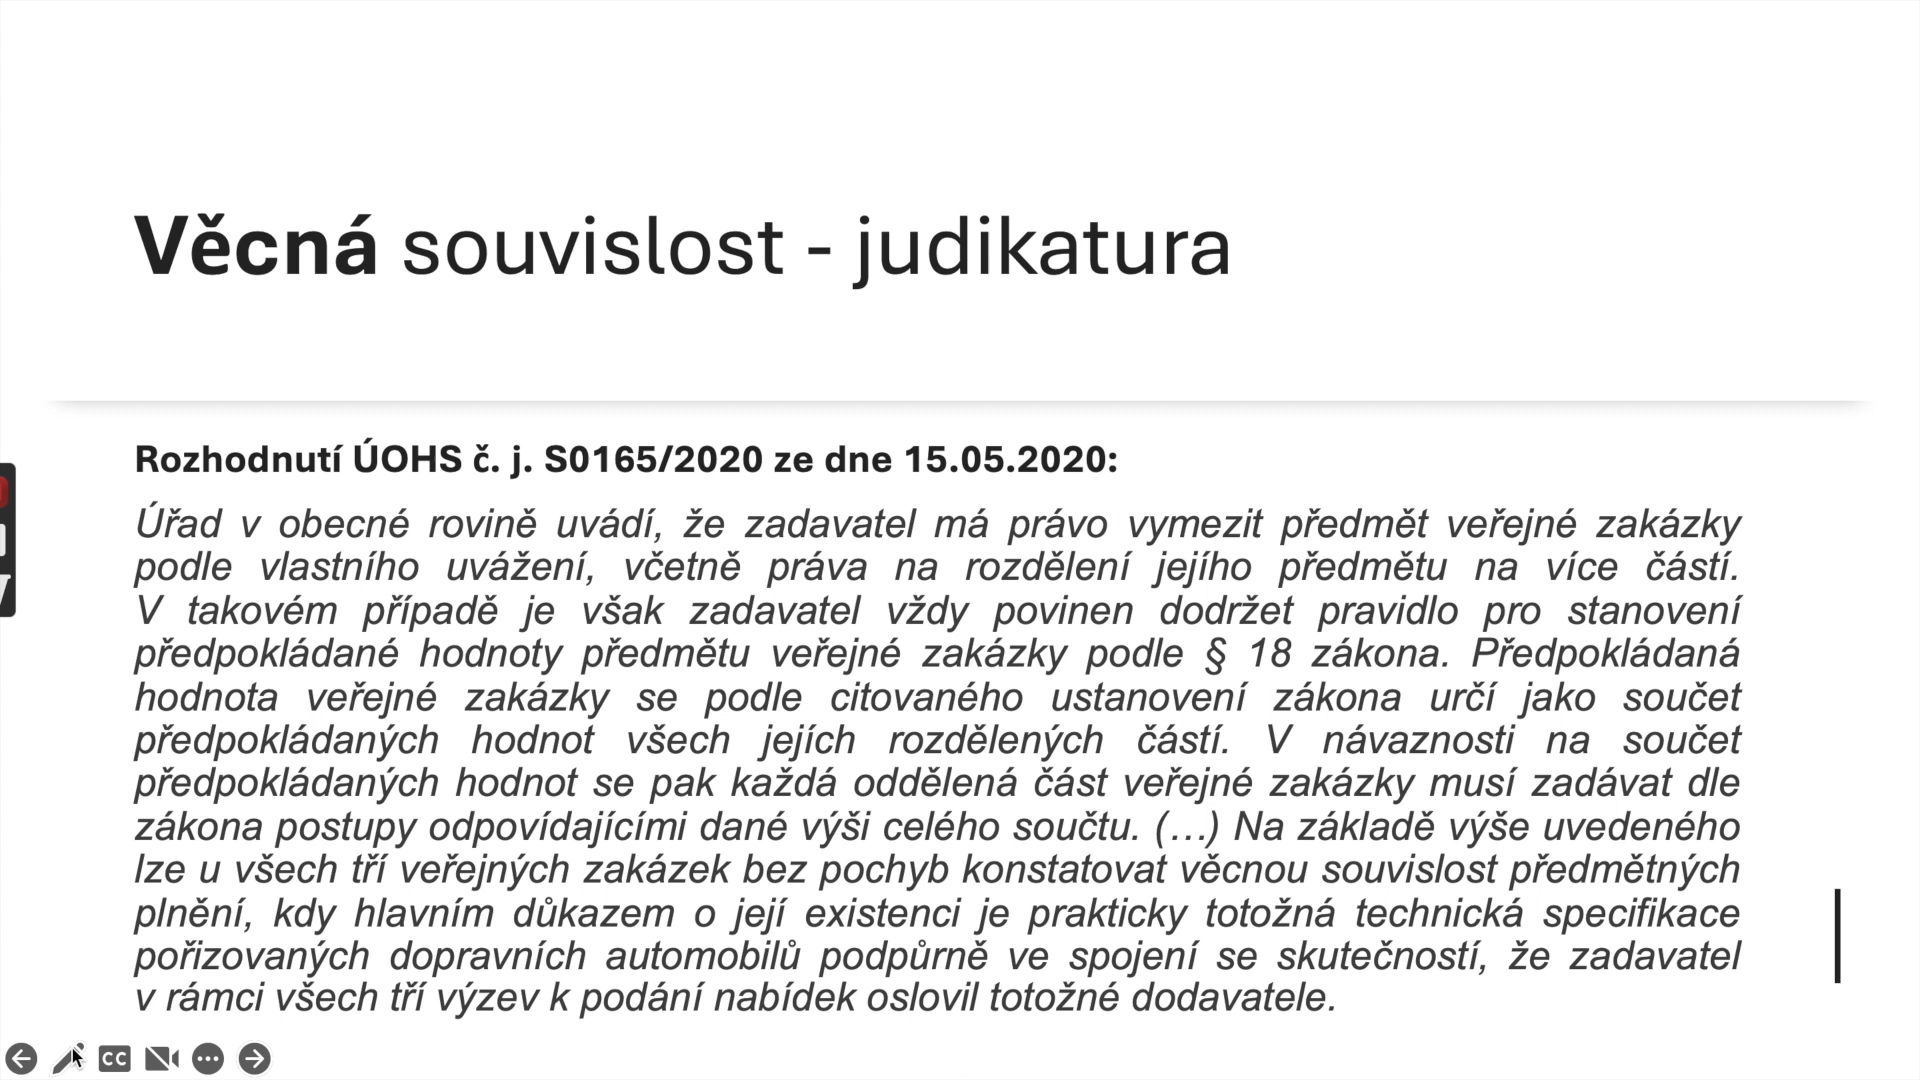 Věcná souvislost - judikatura
Rozhodnutí ÚOHS č. j. S0165/2020 ze dne 15.05.2020:
Úřad v obecné rovině uvádí, že zadavatel má právo vymezit předmět veřejné zakázky
podle vlastního uvážení, včetně práva na rozdělení jejího předmětu na více částí.
V takovém případě je však zadavatel vždy povinen dodržet pravidlo pro stanovení
předpokládané hodnoty předmětu veřejné zakázky podle § 18 zákona. Předpokládaná
hodnota veřejné zakázky se podle citovaného ustanovení zákona určí jako součet
předpokládaných hodnot všech jejích rozdělených částí. V návaznosti na součet
předpokládaných hodnot se pak každá oddělená část veřejné zakázky musí zadávat dle
zákona postupy odpovídajícími dané výši celého součtu. (…) Na základě výše uvedeného
lze u všech tří veřejných zakázek bez pochyb konstatovat věcnou souvislost předmětných
plnění, kdy hlavním důkazem o její existenci je prakticky totožná technická specifikace
pořizovaných dopravních automobilů podpůrně ve spojení se skutečností, že zadavatel
v rámci všech tří výzev k podání nabídek oslovil totožné dodavatele.
CC